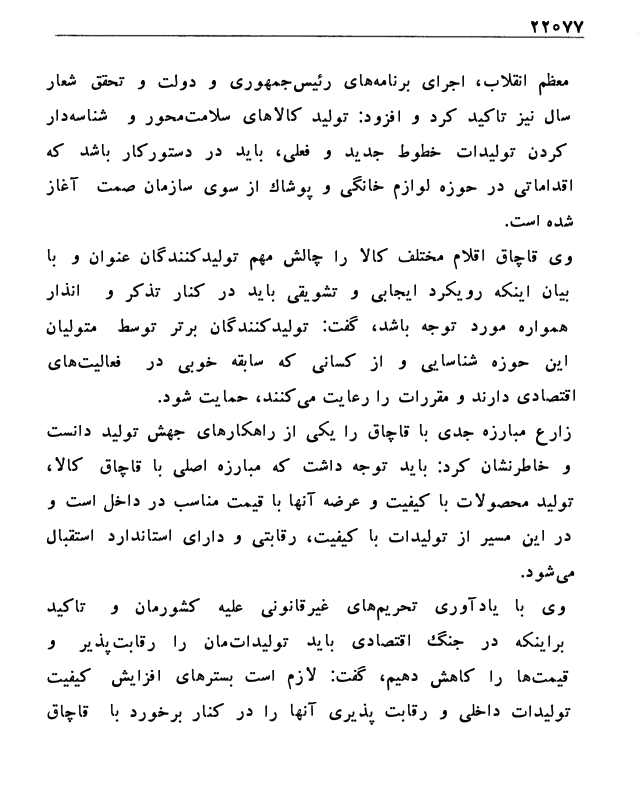 ۲۲۰۷۷
معظم انقلاب، اجرای برنامه‌های رئیس‌جمهوری و دولت و تحقق شعار
سال نیز تاکید کرد و افزود: تولید کالاهای سلامت‌محور و شناسه‌دار
کردن تولیدات خطوط جدید و فعلی، باید در دستورکار باشد که
اقداماتی در حوزه لوازم خانگی و پوشاك از سوی سازمان صمت آغاز
شده است.
وی قاچاق اقلام مختلف کالا را چالش مهم تولیدکنندگان عنوان و با
بیان اینکه رویکرد ایجابی و تشویقی باید در کنار تذکر و انذار
همواره مورد توجه باشد، گفت: تولیدکنندگان برتر توسط متولیان
این حوزه شناسایی و از کسانی که سابقه خوبی در فعالیت‌های
اقتصادی دارند و مقررات را رعایت می‌کنند، حمایت شود.
زارع مبارزه جدی با قاچاق را یکی از راهکارهای جهش تولید دانست
و خاطرنشان کرد: باید توجه داشت که مبارزه اصلی با قاچاق کالا،
تولید محصولات با کیفیت و عرضه آنها با قیمت مناسب در داخل است و
در این مسیر از تولیدات با کیفیت، رقابتی و دارای استاندارد استقبال
می‌شود.
وی با یادآوری تحریم‌های غیرقانونی علیه کشورمان و تاکید
براینکه در جنگ اقتصادی باید تولیدات‌مان را رقابت‌پذیر و
قیمت‌ها را کاهش دهیم، گفت: لازم است بسترهای افزایش کیفیت
تولیدات داخلی و رقابت پذیری آنها را در کنار برخورد با قاچاق